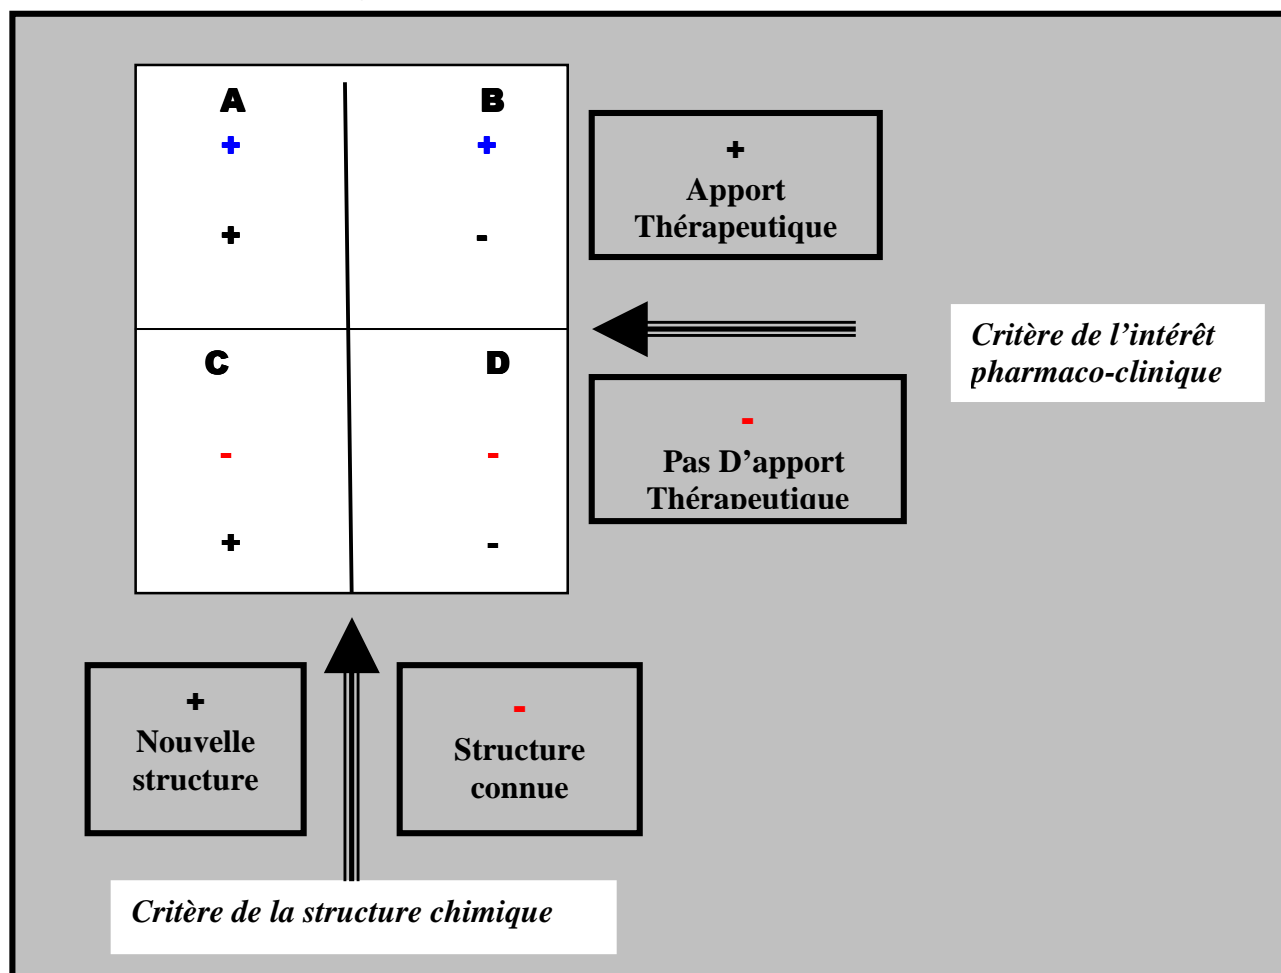 A B
+ +
+ -
C D
- -
+ -
+
Apport
Thérapeutique
Critère de l’intérêt
pharmaco-clinique
-
Pas D’apport
Thérapeutique
+
Nouvelle
structure
-
Structure
connue
Critère de la structure chimique